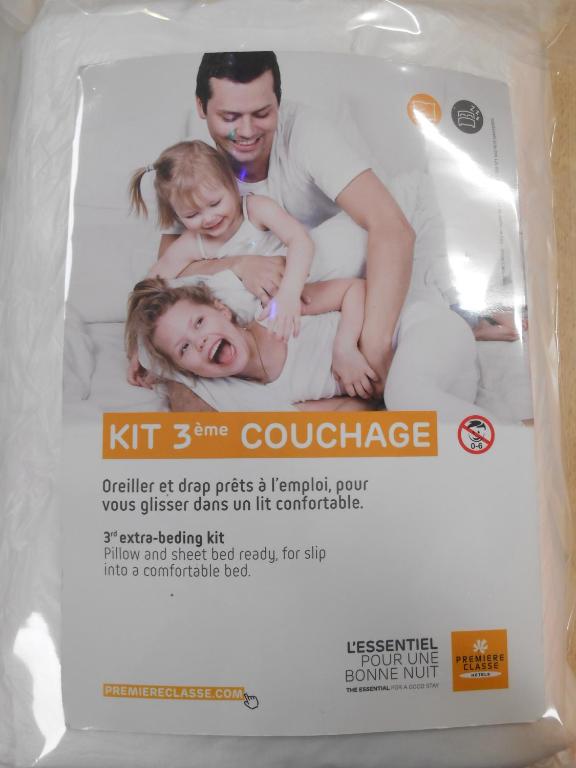 KIT 3ème COUCHAGE
0-6
Oreiller et drap prêts à l'emploi, pour
vous glisser dans un lit confortable.
3rd extra-beding kit
Pillow and sheet bed ready, for slip
into a comfortable bed.
L'ESSENTIEL
POUR UNE
BONNE NUIT
THE ESSENTIAL FOR A GOOD STAY
PREMIERE
CLASSE
HOTELS
PREMIERECLASSE.COM